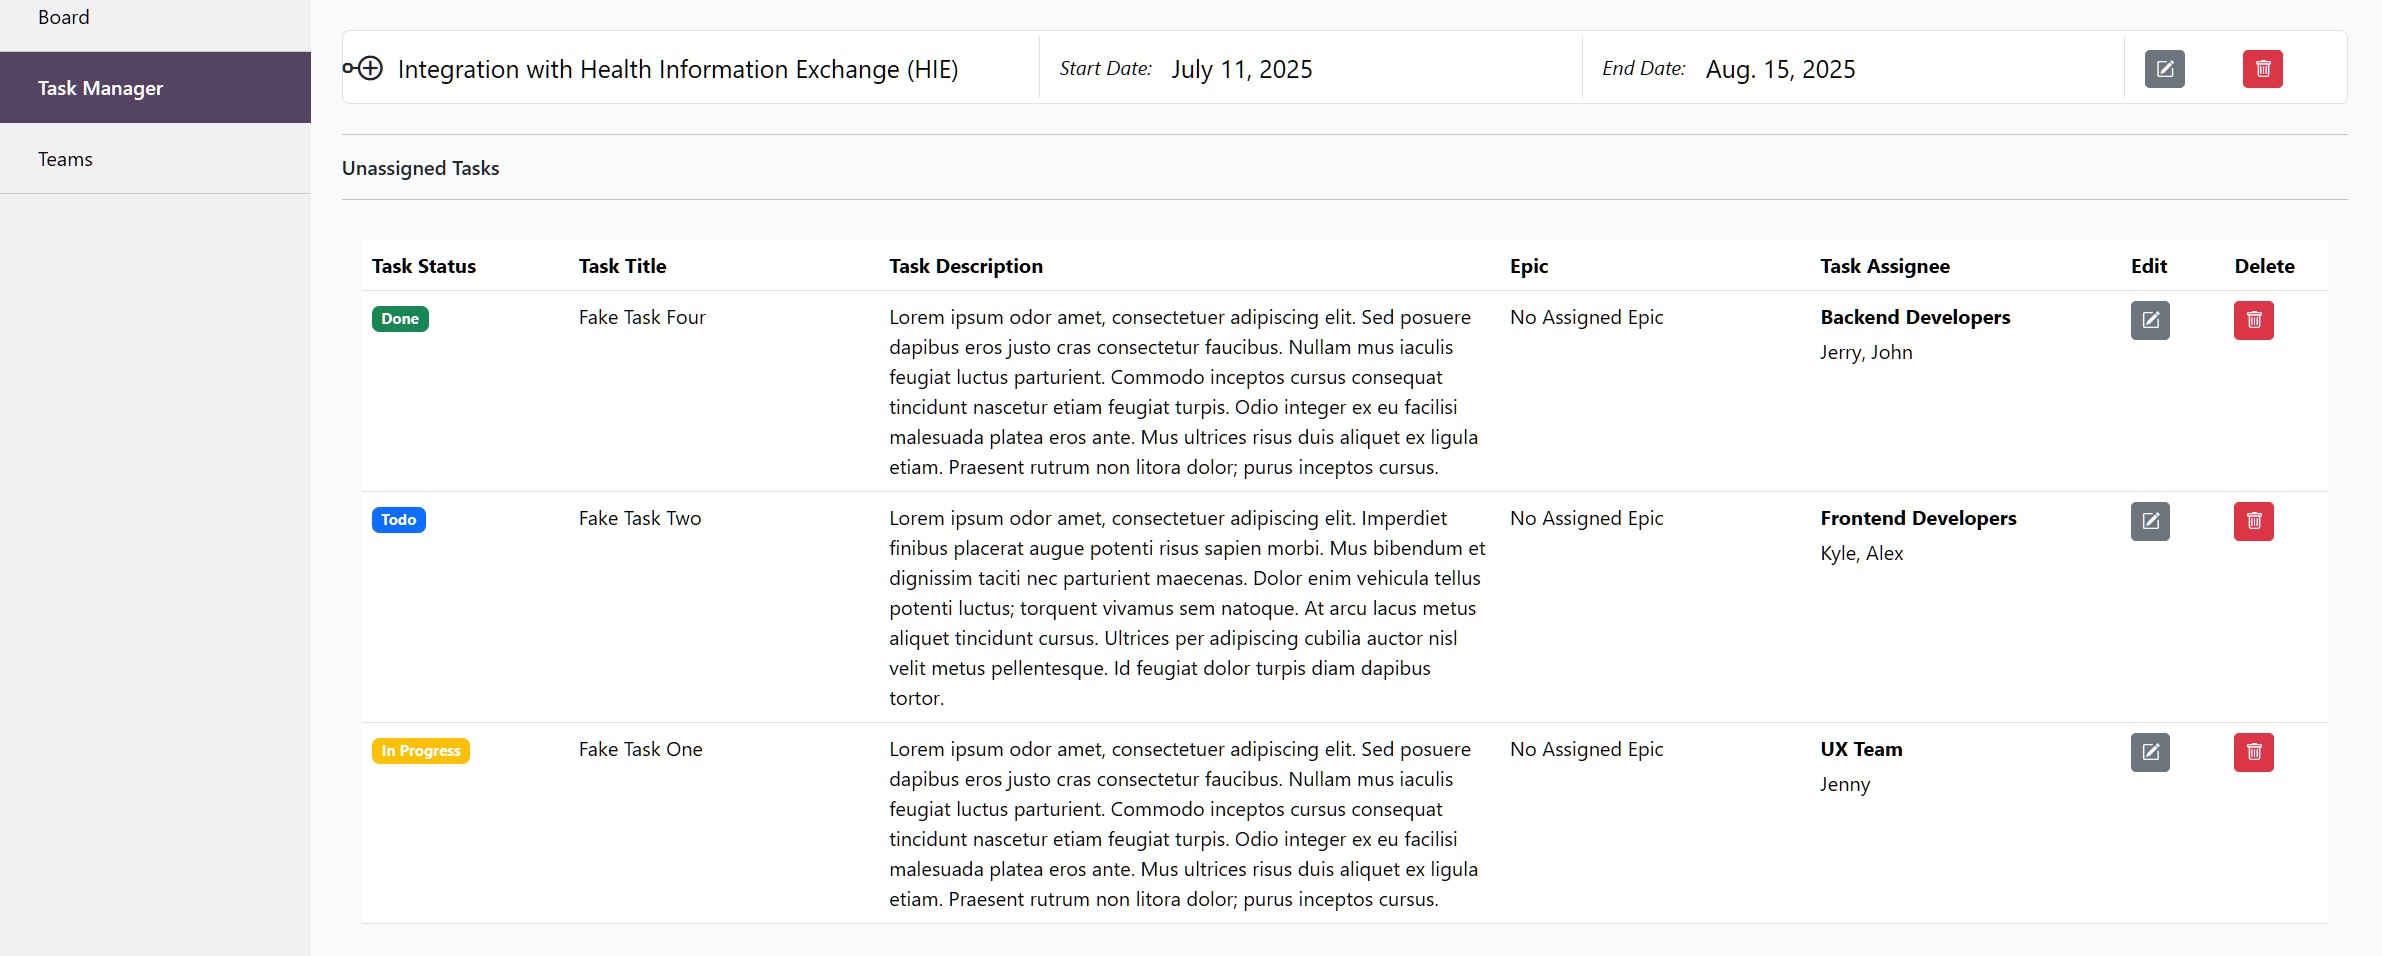 Board
Task Manager
Teams
Integration with Health Information Exchange (HIE) Start Date: July 11, 2025 End Date: Aug. 15, 2025
Unassigned Tasks
Task Status Task Title Task Description Epic Task Assignee Edit Delete
Done Fake Task Four Lorem ipsum odor amet, consectetuer adipiscing elit. Sed posuere No Assigned Epic Backend Developers
dapibus eros justo cras consectetur faucibus. Nullam mus iaculis Jerry, John
feugiat luctus parturient. Commodo inceptos cursus consequat
tincidunt nascetur etiam feugiat turpis. Odio integer ex eu facilisi
malesuada platea eros ante. Mus ultrices risus duis aliquet ex ligula
etiam. Praesent rutrum non litora dolor; purus inceptos cursus.
Todo Fake Task Two Lorem ipsum odor amet, consectetuer adipiscing elit. Imperdiet No Assigned Epic Frontend Developers
finibus placerat augue potenti risus sapien morbi. Mus bibendum et Kyle, Alex
dignissim taciti nec parturient maecenas. Dolor enim vehicula tellus
potenti luctus; torquent vivamus sem natoque. At arcu lacus metus
aliquet tincidunt cursus. Ultrices per adipiscing cubilia auctor nisl
velit metus pellentesque. Id feugiat dolor turpis diam dapibus
tortor.
In Progress Fake Task One Lorem ipsum odor amet, consectetuer adipiscing elit. Sed posuere No Assigned Epic UX Team
dapibus eros justo cras consectetur faucibus. Nullam mus iaculis Jenny
feugiat luctus parturient. Commodo inceptos cursus consequat
tincidunt nascetur etiam feugiat turpis. Odio integer ex eu facilisi
malesuada platea eros ante. Mus ultrices risus duis aliquet ex ligula
etiam. Praesent rutrum non litora dolor; purus inceptos cursus.